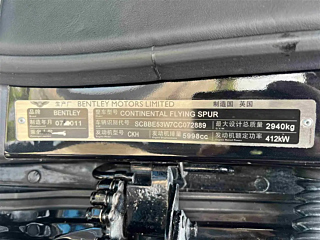 生产厂 BENTLEY MOTORS LIMITED 制造国 英国
品牌 BENTLEY 车辆型号 CONTINENTAL FLYING SPUR
制造年月 07 2011 车辆识别代号 SCBBE53W7CC072889 最大设计总质量 2940kg
发动机型号 CKH 发动机排量 5998cc 发动机额定功率 412kW